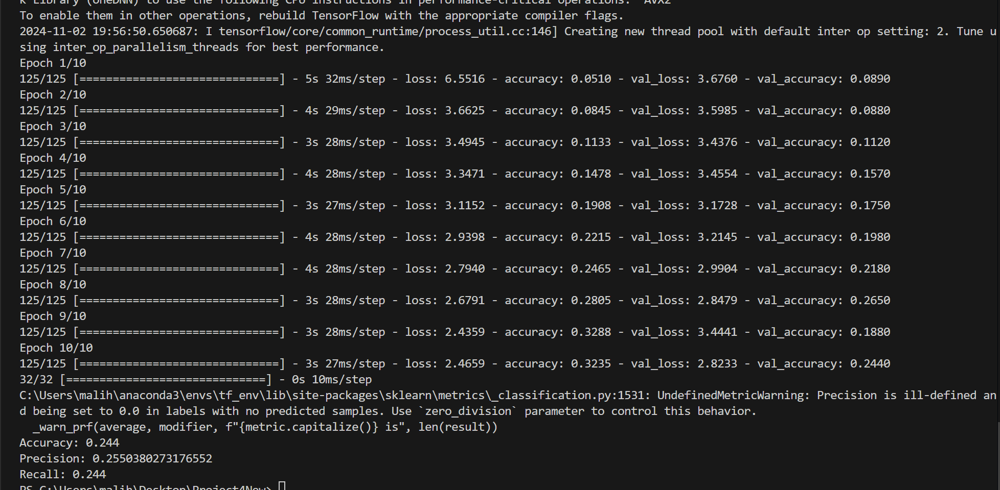 K Library (oneDNN) to use the following CPU instructions in performance-critical operations:  AVX2
To enable them in other operations, rebuild TensorFlow with the appropriate compiler flags.
2024-11-02 19:56:50.650687: I tensorflow/core/common_runtime/process_util.cc:146] Creating new thread pool with default inter op setting: 2. Tune u
sing inter_op_parallelism_threads for best performance.
Epoch 1/10
125/125 [==============================] - 5s 32ms/step - loss: 6.5516 - accuracy: 0.0510 - val_loss: 3.6760 - val_accuracy: 0.0890
Epoch 2/10
125/125 [==============================] - 4s 29ms/step - loss: 3.6625 - accuracy: 0.0845 - val_loss: 3.5985 - val_accuracy: 0.0880
Epoch 3/10
125/125 [==============================] - 3s 28ms/step - loss: 3.4945 - accuracy: 0.1133 - val_loss: 3.4376 - val_accuracy: 0.1120
Epoch 4/10
125/125 [==============================] - 4s 28ms/step - loss: 3.3471 - accuracy: 0.1478 - val_loss: 3.4554 - val_accuracy: 0.1570
Epoch 5/10
125/125 [==============================] - 3s 27ms/step - loss: 3.1152 - accuracy: 0.1908 - val_loss: 3.1728 - val_accuracy: 0.1750
Epoch 6/10
125/125 [==============================] - 4s 28ms/step - loss: 2.9398 - accuracy: 0.2215 - val_loss: 3.2145 - val_accuracy: 0.1980
Epoch 7/10
125/125 [==============================] - 4s 28ms/step - loss: 2.7940 - accuracy: 0.2465 - val_loss: 2.9904 - val_accuracy: 0.2180
Epoch 8/10
125/125 [==============================] - 3s 28ms/step - loss: 2.6791 - accuracy: 0.2805 - val_loss: 2.8479 - val_accuracy: 0.2650
Epoch 9/10
125/125 [==============================] - 3s 28ms/step - loss: 2.4359 - accuracy: 0.3288 - val_loss: 3.4441 - val_accuracy: 0.1880
Epoch 10/10
125/125 [==============================] - 3s 27ms/step - loss: 2.4659 - accuracy: 0.3235 - val_loss: 2.8233 - val_accuracy: 0.2440
32/32 [==============================] - 0s 10ms/step
C:\Users\malih\anaconda3\envs\tf_env\lib\site-packages\sklearn\metrics\_classification.py:1531: UndefinedMetricWarning: Precision is ill-defined an
d being set to 0.0 in labels with no predicted samples. Use `zero_division` parameter to control this behavior.
  _warn_prf(average, modifier, f"{metric.capitalize()} is", len(result))
Accuracy: 0.244
Precision: 0.2550380273176552
Recall: 0.244
PS C:\Users\malih\Desktop\Project4New>